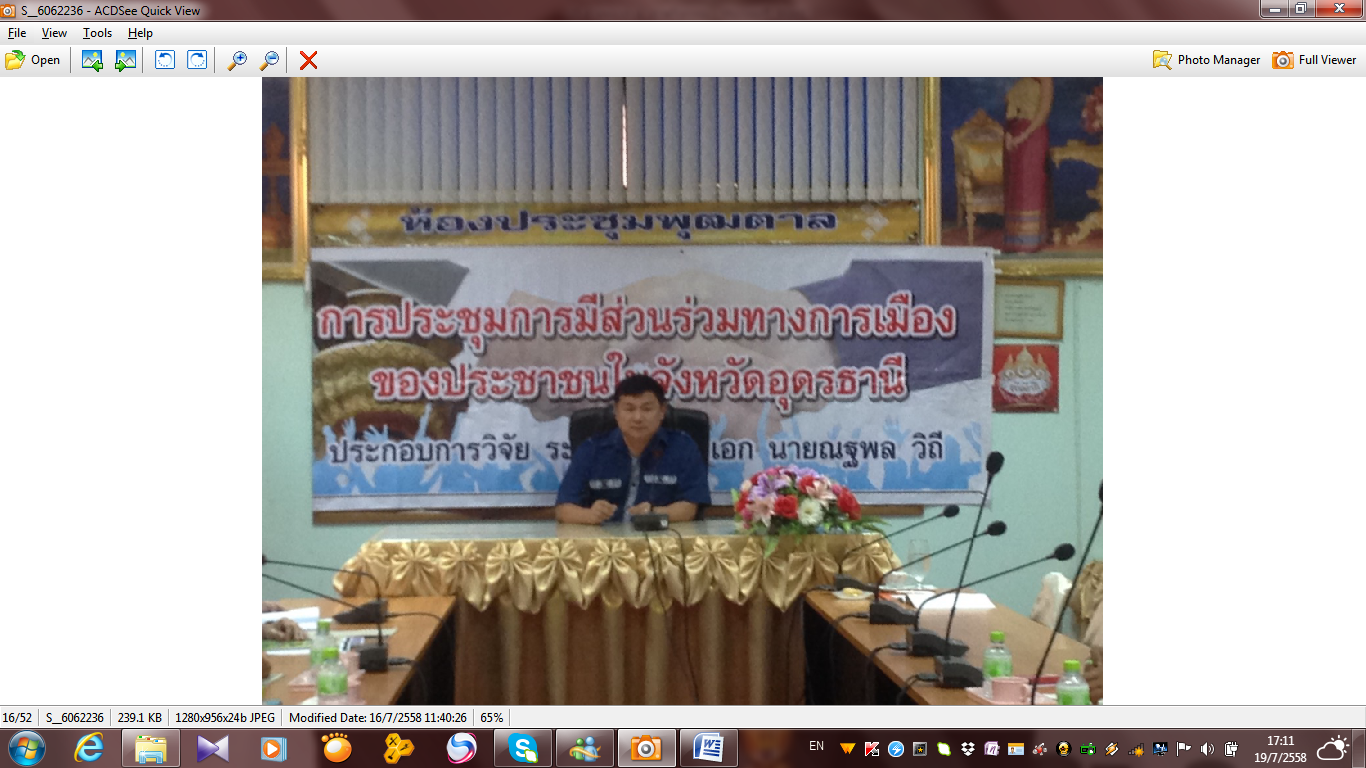 S__6062236 - ACDSee Quick View
File View Tools Help
Open Photo Manager Full Viewer
ห้องประชุมพุฒตาล
การประชุมการมีส่วนร่วมทางการเมือง
ของประชาชนในจังหวัดอุดรธานี
ประกอบการวิจัย เอก นายณฐพล วิถี
16/52 S__6062236 239.1 KB 1280x956x24b JPEG Modified Date: 16/7/2558 11:40:26 65%
EN 17:11
19/7/2558